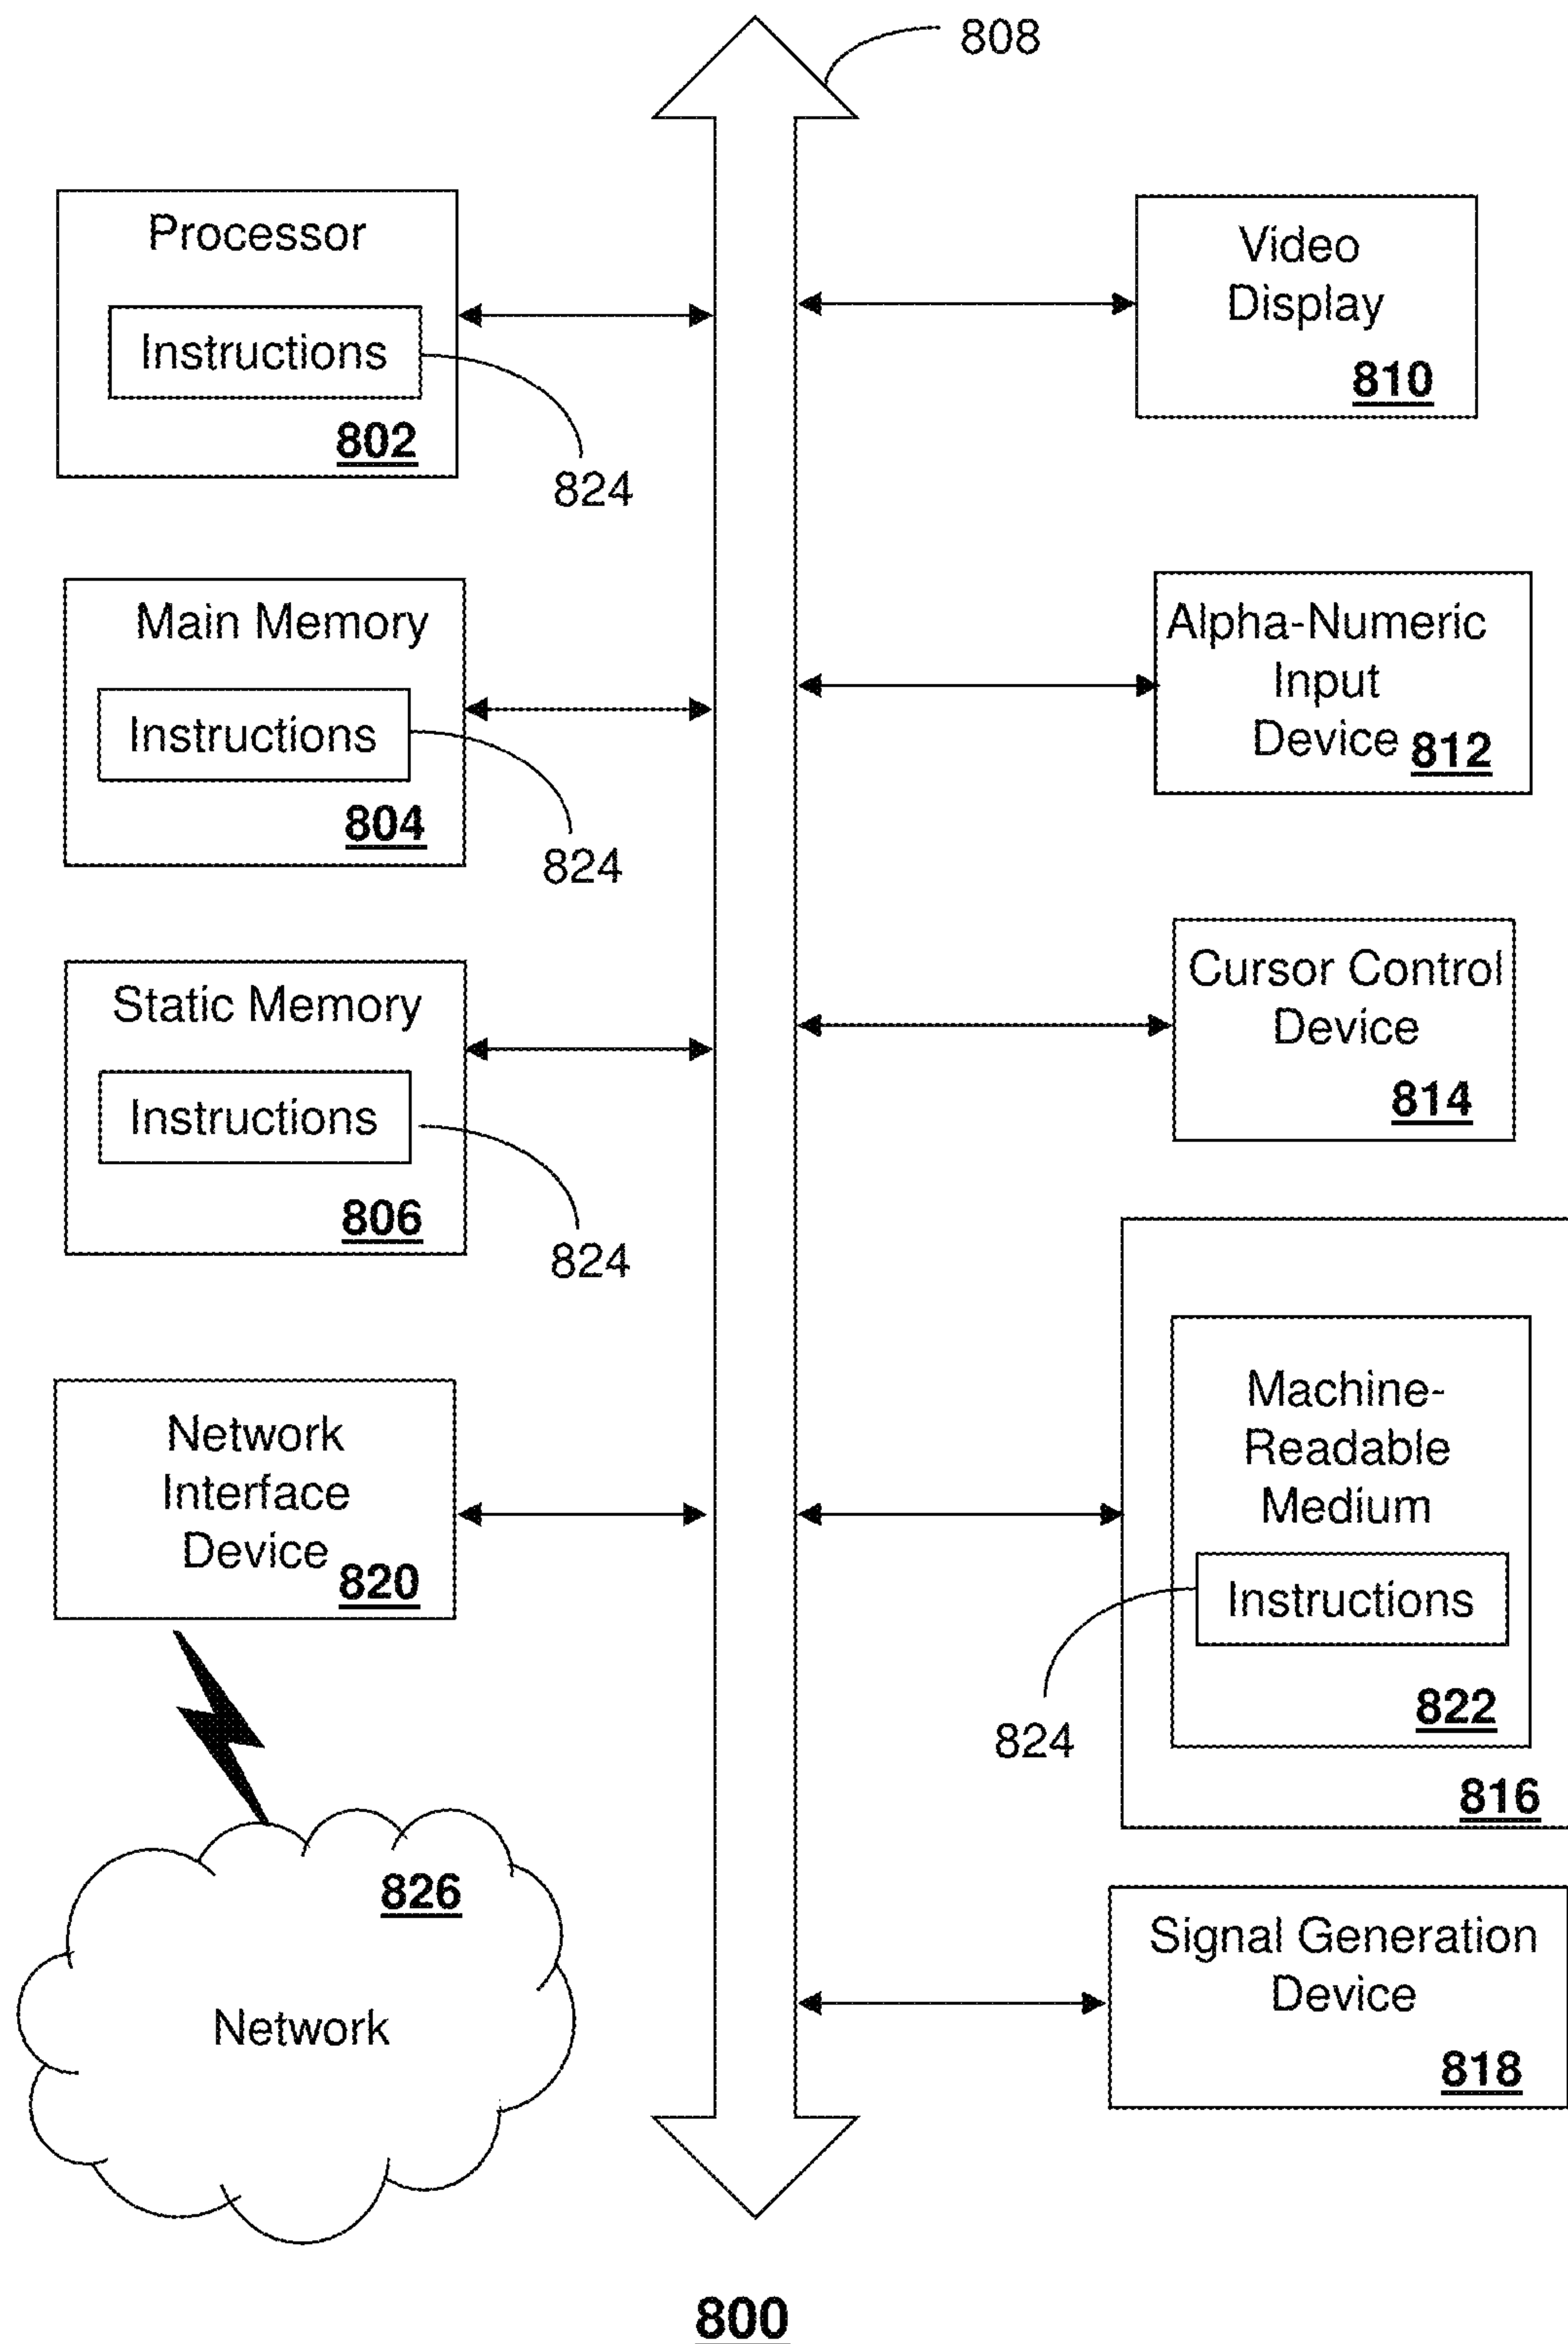 808
Processor
Instructions
802
824
Main Memory
Instructions
804
824
Static Memory
Instructions
806
824
Network
Interface
Device
820
826
Network
Video
Display
810
Alpha-Numeric
Input
Device
812
Cursor Control
Device
814
Machine-
Readable
Medium
Instructions
822
824
816
Signal Generation
Device
818
800